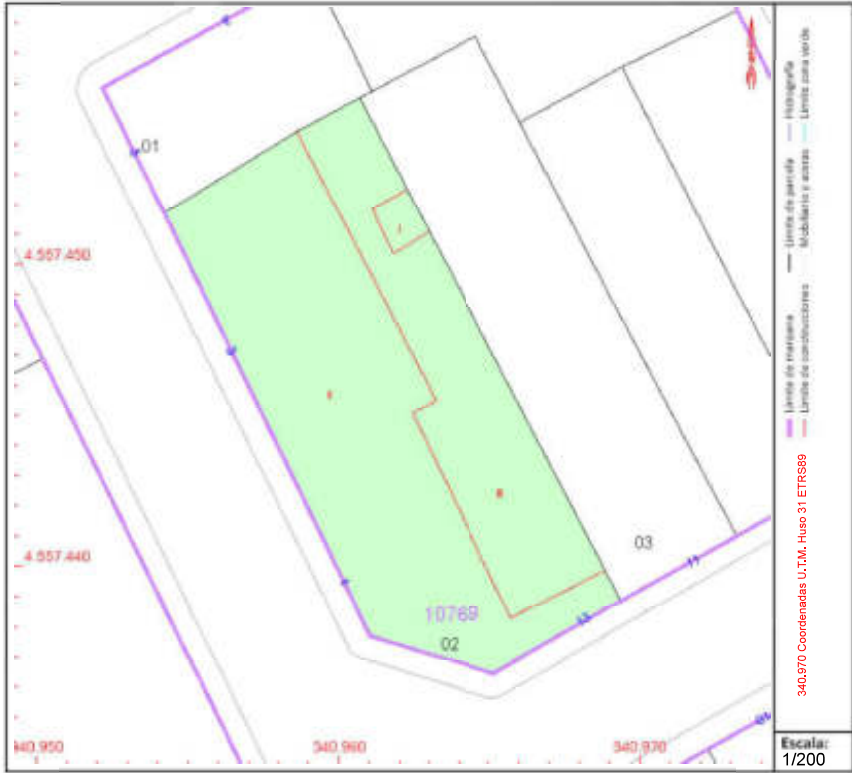 01
4.557.450
4.557.440
10769
02
03
11
13
340.950
340.960
340.970
Límite de manzana
Límite de parcela
Hidrografía
Límite de construcciones
Mobiliario y aceras
Límite zona verde
340.970 Coordenadas U.T.M. Huso 31 ETRS89
Escala:
1/200